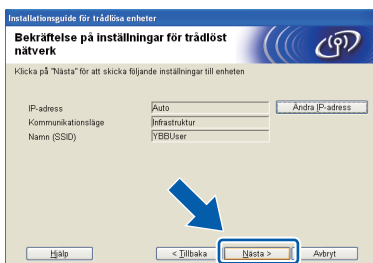 Installationsguide för trådlösa enheter
Bekräftelse på inställningar för trådlöst
nätverk
Klicka på "Nästa" för att skicka följande inställningar till enheten
IP-adress Auto Ändra IP-adress
Kommunikationsläge Infrastruktur
Namn (SSID) YBBUser
Hjälp < Tillbaka Nästa > Avbryt